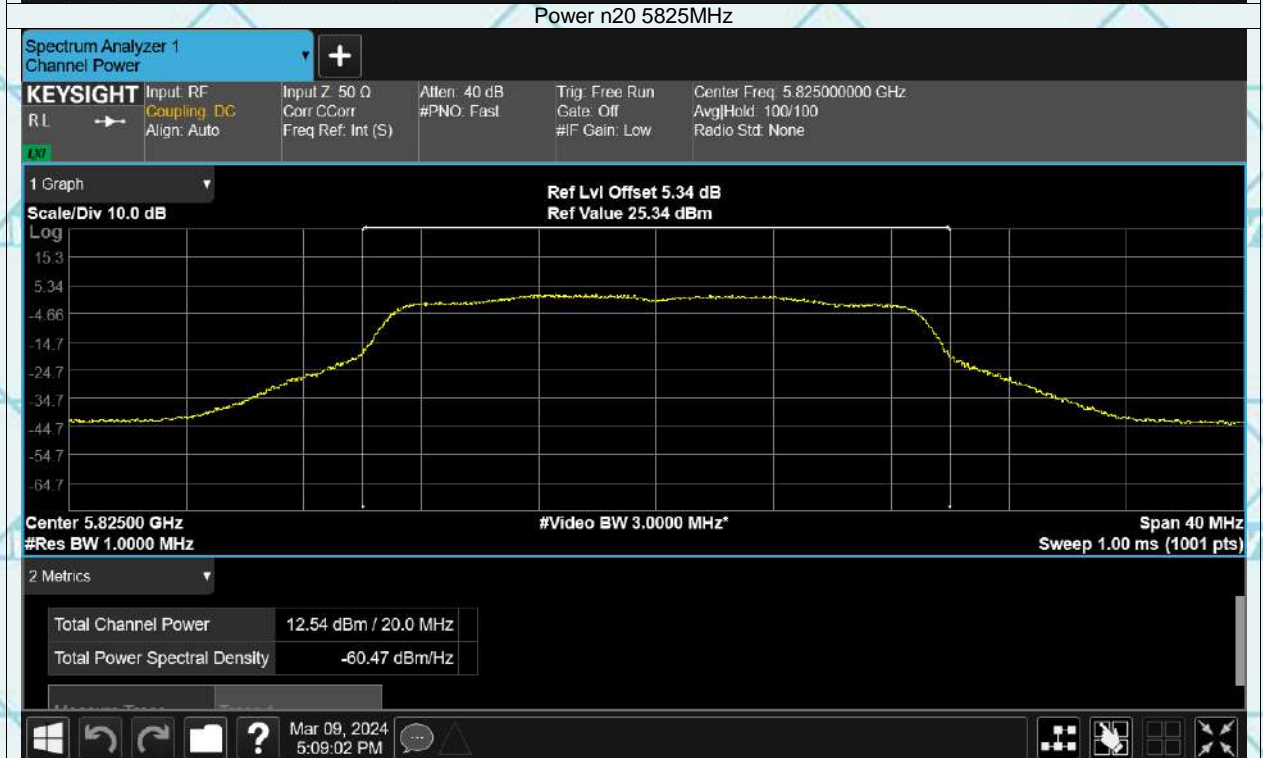 Power n20 5825MHz
Spectrum Analyzer 1
Channel Power
+
KEYSIGHT
RL
LXI
Input: RF
Coupling: DC
Align: Auto
Input Z: 50 Ω
Corr CCorr
Freq Ref: Int (S)
Atten: 40 dB
#PNO: Fast
Trig: Free Run
Gate: Off
#IF Gain: Low
Center Freq: 5.825000000 GHz
Avg|Hold: 100/100
Radio Std: None
1 Graph
Scale/Div 10.0 dB
Ref Lvl Offset 5.34 dB
Ref Value 25.34 dBm
Log
15.3
5.34
-4.66
-14.7
-24.7
-34.7
-44.7
-54.7
-64.7
Center 5.82500 GHz
#Res BW 1.0000 MHz
#Video BW 3.0000 MHz*
Span 40 MHz
Sweep 1.00 ms (1001 pts)
2 Metrics
Total Channel Power 12.54 dBm / 20.0 MHz
Total Power Spectral Density -60.47 dBm/Hz
?
Mar 09, 2024
5:09:02 PM